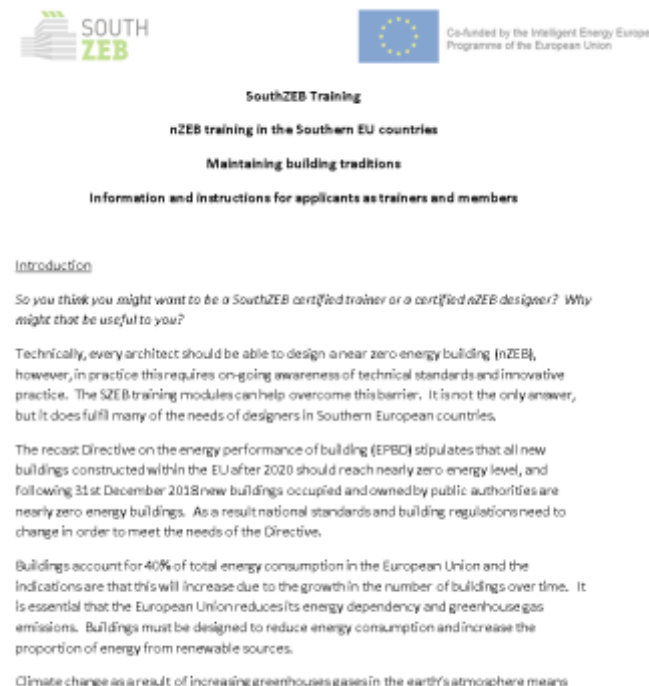 SOUTH
ZEB
Co-funded by the Intelligent Energy Europe
Programme of the European Union
SouthZEB Training
nZEB training in the Southern EU countries
Maintaining building traditions
Information and instructions for applicants as trainers and members
Introduction
So you think you might want to be a SouthZEB certified trainer or a certified nZEB designer? Why
might that be useful to you?
Technically, every architect should be able to design a near zero energy building (nZEB),
however, in practice this requires on-going awareness of technical standards and innovative
practice. The SZEB training modules can help overcome this barrier. It is not the only answer,
but it does fulfil many of the needs of designers in Southern European countries.
The recast Directive on the energy performance of building (EPBD) stipulates that all new
buildings constructed within the EU after 2020 should reach nearly zero energy level, and
following 31st December 2018 new buildings occupied and owned by public authorities are
nearly zero energy buildings. As a result national standards and building regulations need to
change in order to meet the needs of the Directive.
Buildings account for 40% of total energy consumption in the European Union and the
indications are that this will increase due to the growth in the number of buildings over time. It
is essential that the European Union reduces its energy dependency and greenhouse gas
emissions. Buildings must be designed to reduce energy consumption and increase the
proportion of energy from renewable sources.
Climate change as a result of increasing greenhouses gases in the earth's atmosphere means